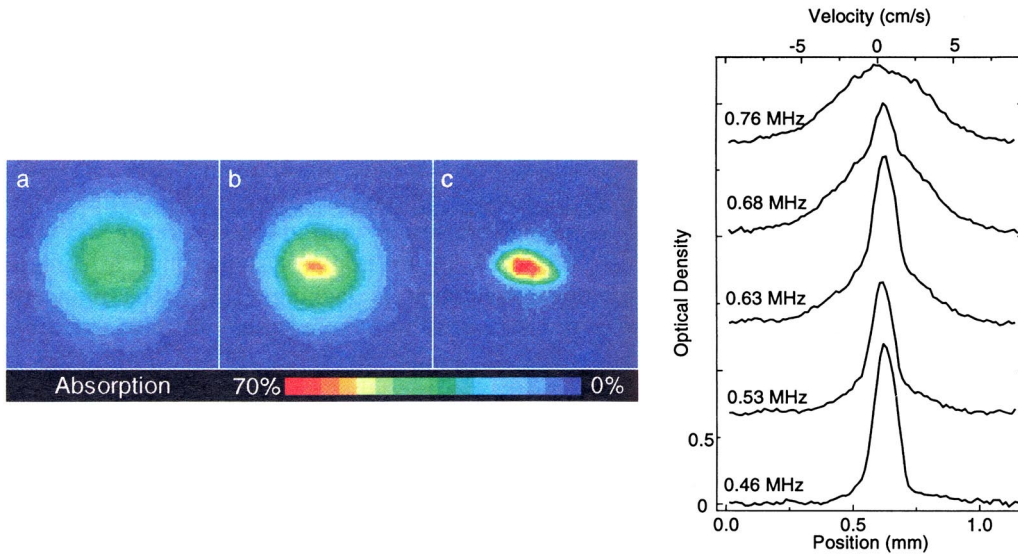 a
b
c
Absorption 70% 0%
Velocity (cm/s)
-5 0 5
0.76 MHz
0.68 MHz
0.63 MHz
0.53 MHz
0.46 MHz
Optical Density
0.5
0
0.0 0.5 1.0
Position (mm)